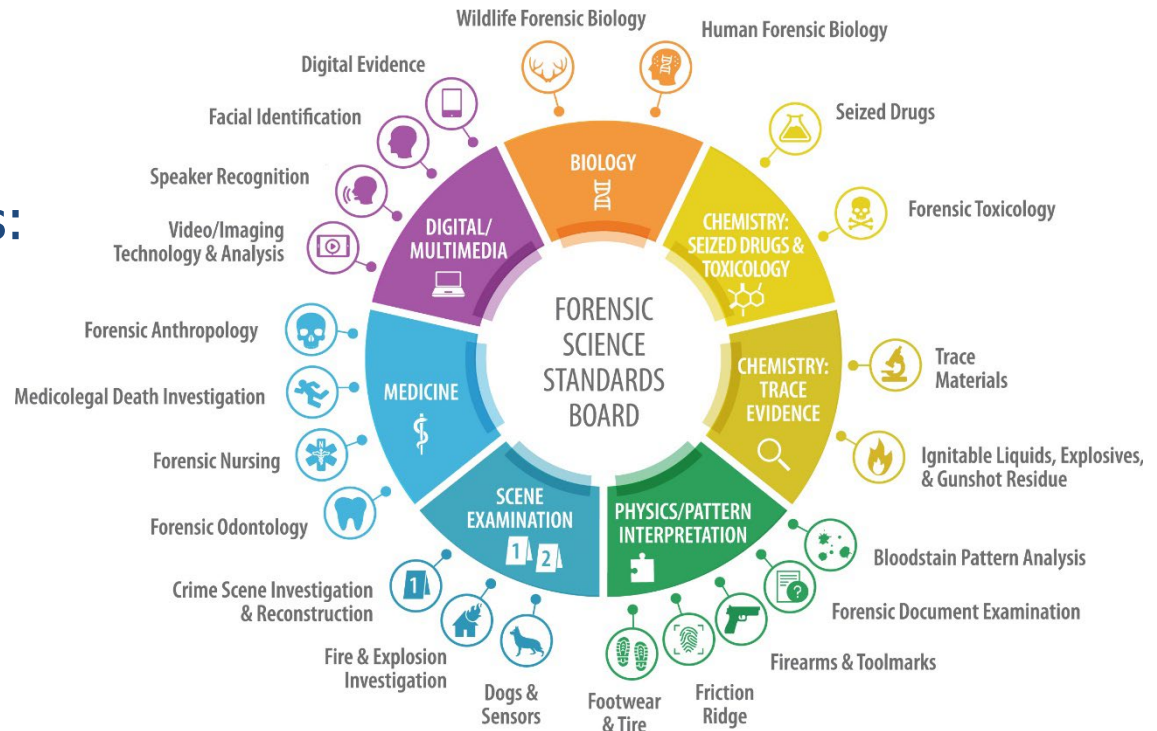 Wildlife Forensic Biology
Human Forensic Biology
Digital Evidence
Facial Identification
Seized Drugs
Speaker Recognition
BIOLOGY
s:
Video/Imaging
Technology & Analysis
DIGITAL/
MULTIMEDIA
CHEMISTRY:
SEIZED DRUGS &
TOXICOLOGY
Forensic Toxicology
Forensic Anthropology
FORENSIC
SCIENCE
STANDARDS
BOARD
Medicolegal Death Investigation
MEDICINE
CHEMISTRY:
TRACE
EVIDENCE
Trace
Materials
Forensic Nursing
Ignitable Liquids, Explosives,
& Gunshot Residue
Forensic Odontology
SCENE
EXAMINATION
1 2
PHYSICS/PATTERN
INTERPRETATION
Bloodstain Pattern Analysis
Crime Scene Investigation
& Reconstruction
1
?
Forensic Document Examination
Fire & Explosion
Investigation
Firearms & Toolmarks
Dogs &
Sensors
Footwear
& Tire
Friction
Ridge